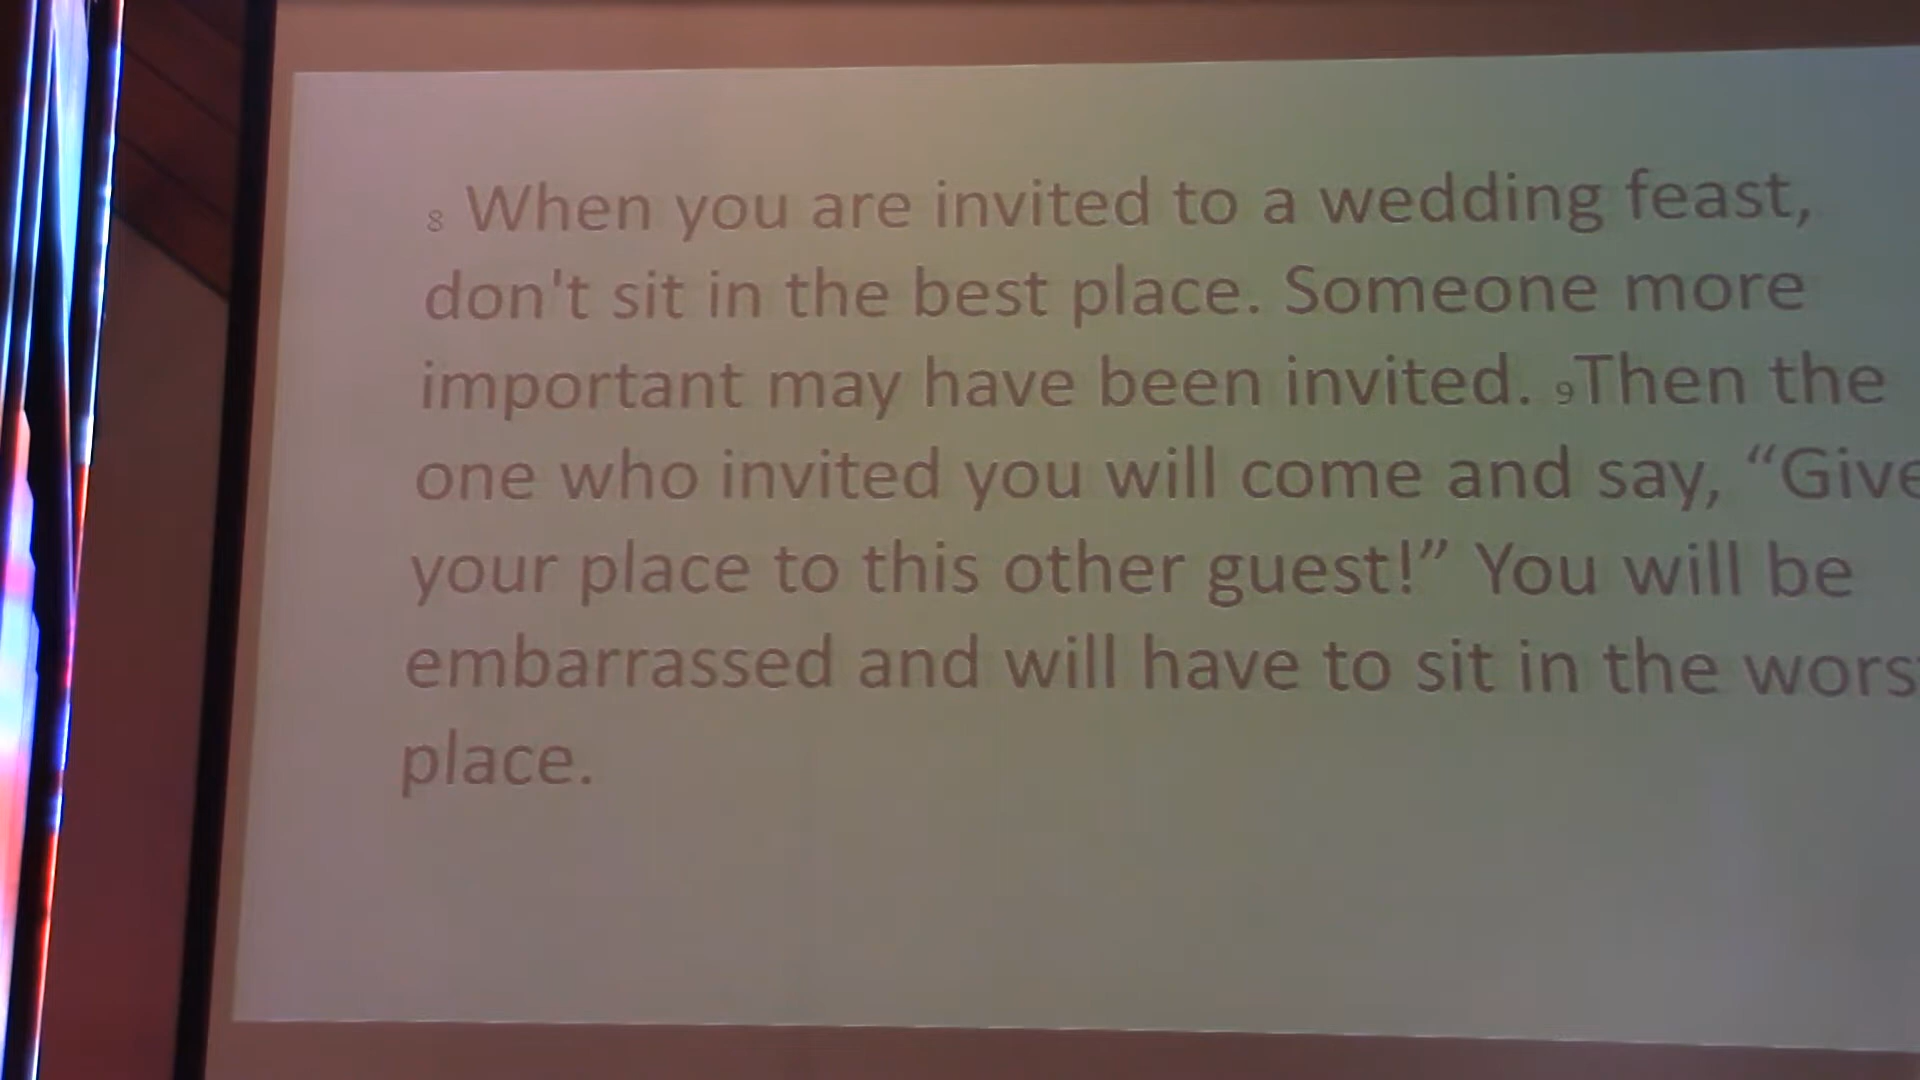 8 When you are invited to a wedding feast,
don't sit in the best place. Someone more
important may have been invited. 9Then the
one who invited you will come and say, “Give
your place to this other guest!” You will be
embarrassed and will have to sit in the wors
place.